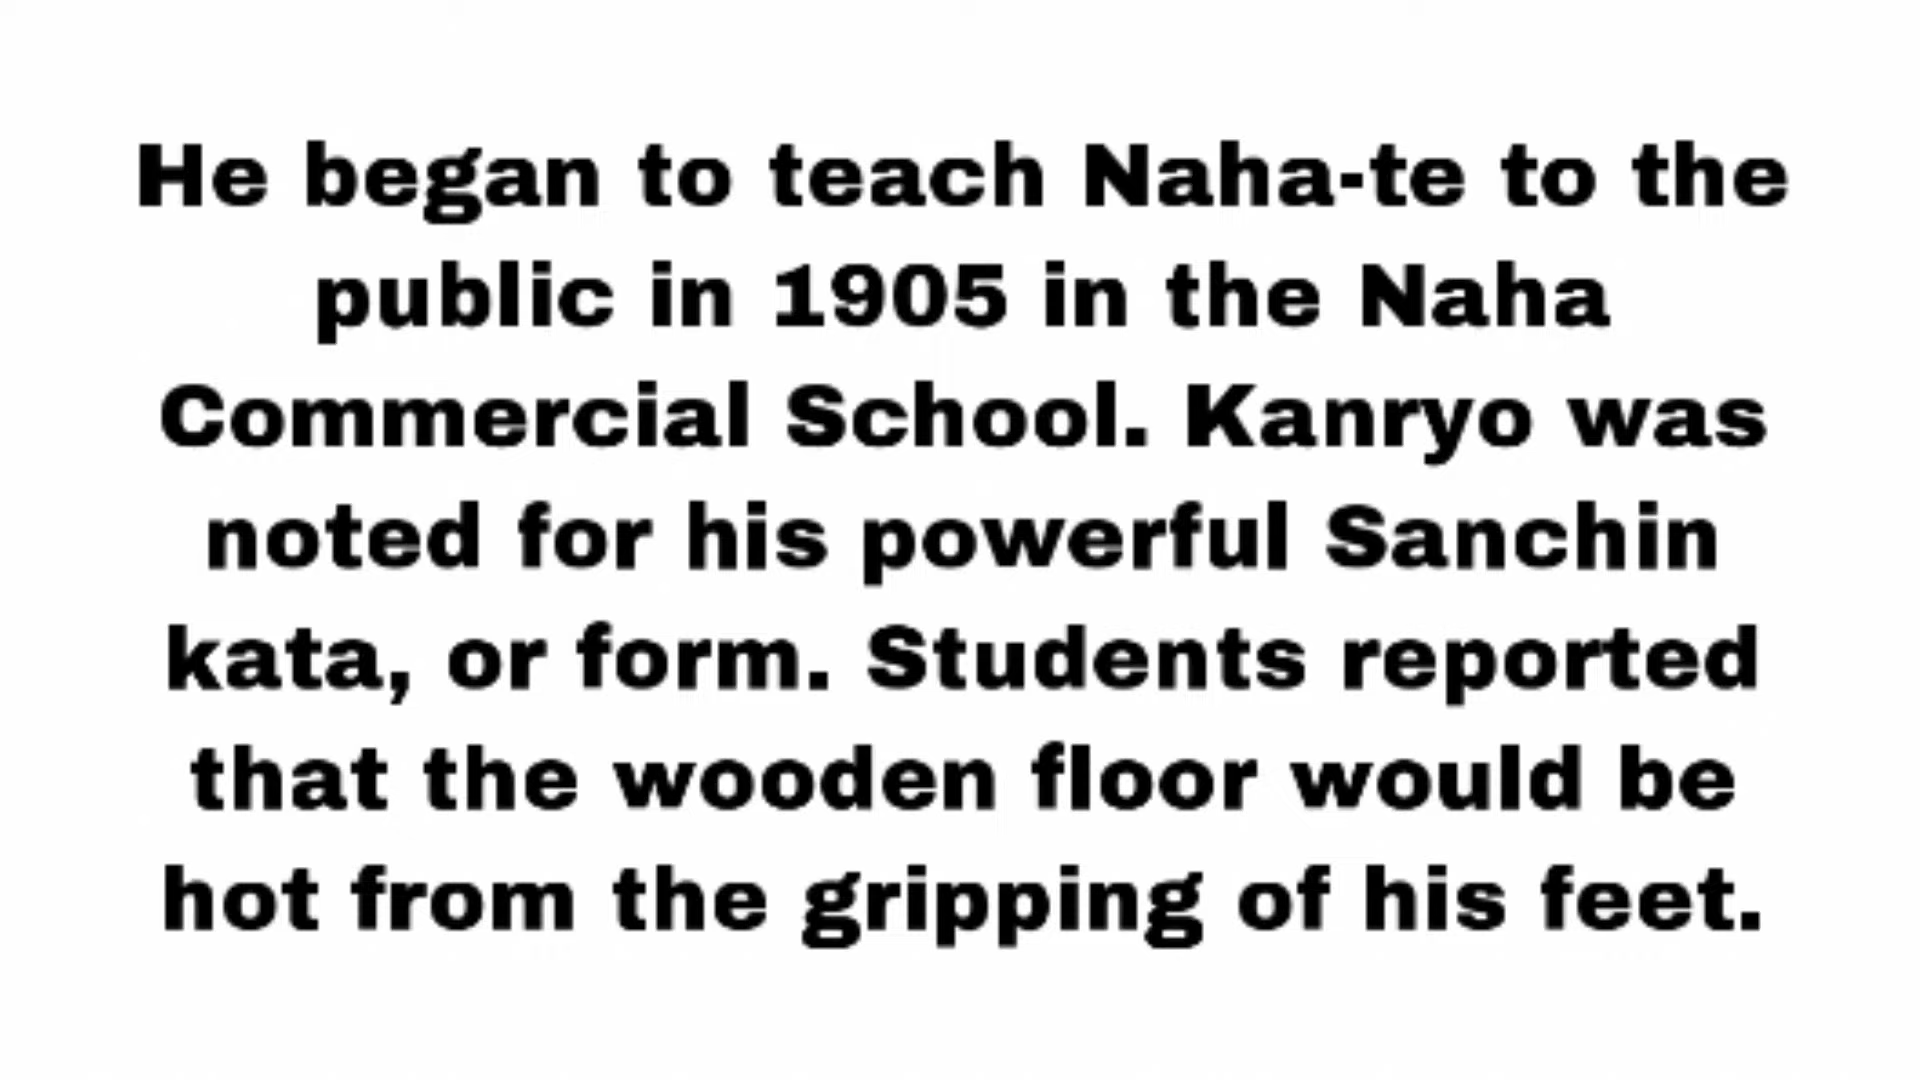 He began to teach Naha-te to the
public in 1905 in the Naha
Commercial School. Kanryo was
noted for his powerful Sanchin
kata, or form. Students reported
that the wooden floor would be
hot from the gripping of his feet.